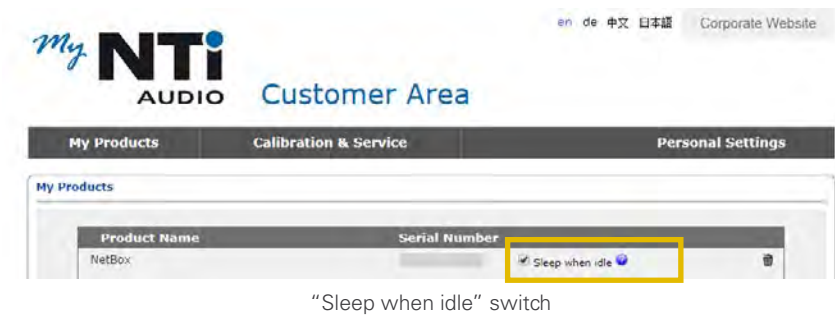 en de 中文 日本語 Corporate Website
My NTi
AUDIO Customer Area
My Products Calibration & Service Personal Settings
My Products
Product Name Serial Number
NetBox Sleep when idle
"Sleep when idle" switch